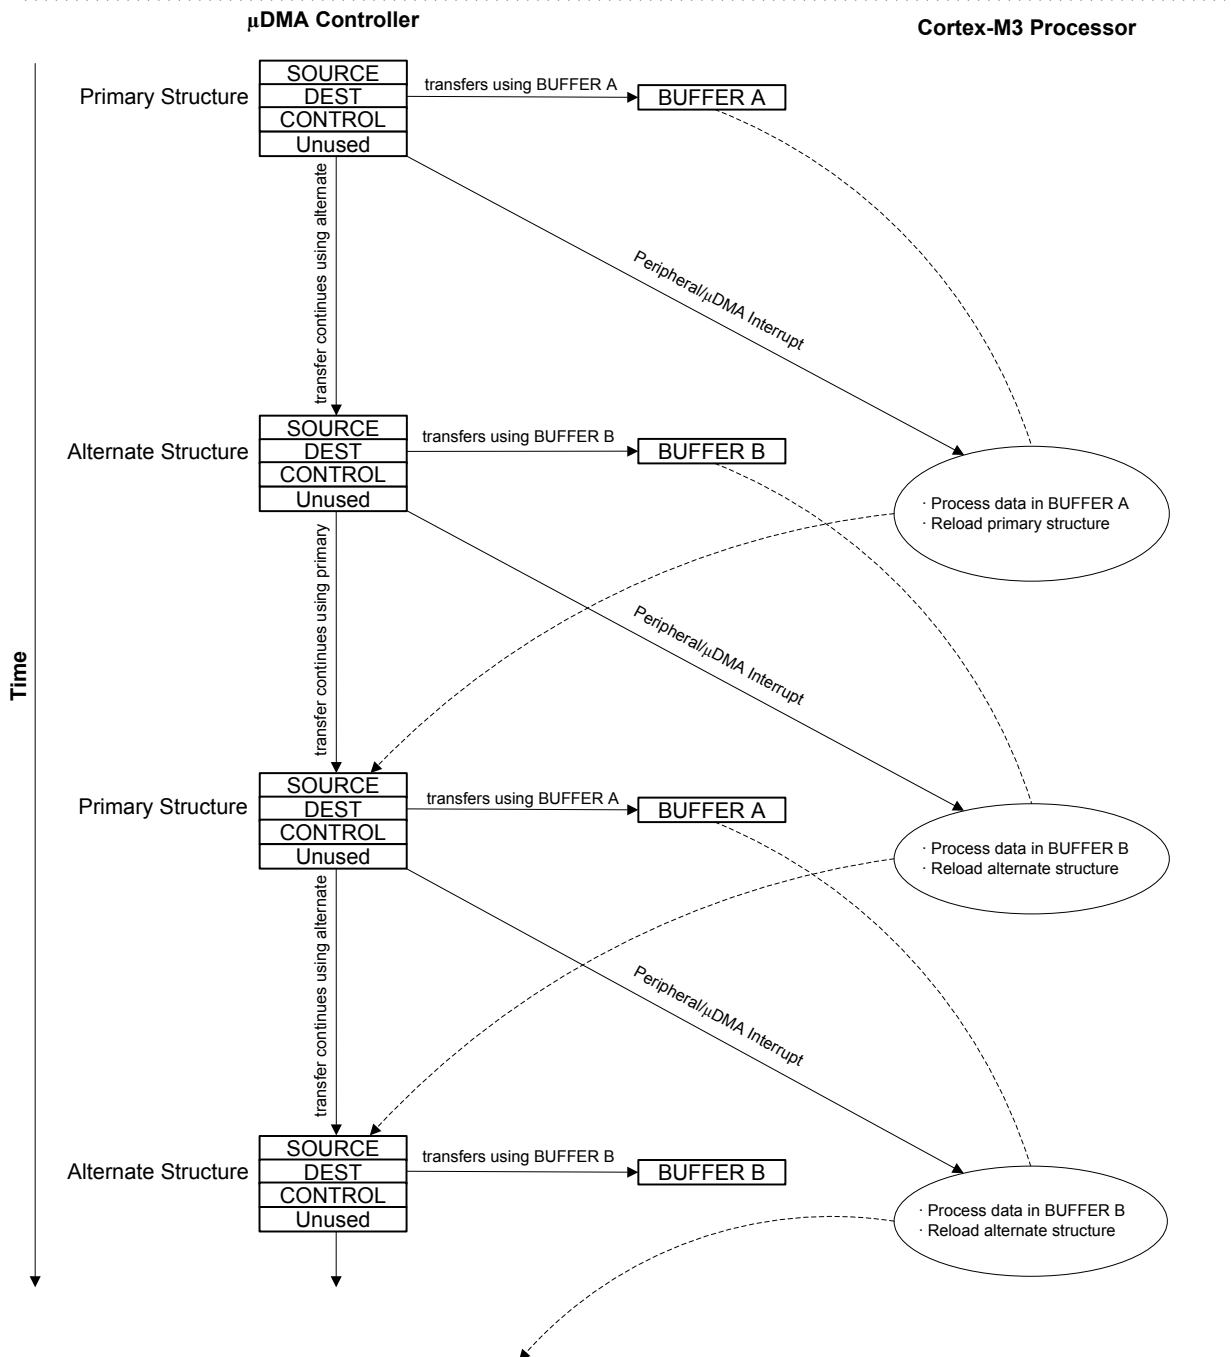 µDMA Controller
Cortex-M3 Processor
Primary Structure
SOURCE
DEST
CONTROL
Unused
transfers using BUFFER A
BUFFER A
transfer continues using alternate
Peripheral/µDMA Interrupt
Alternate Structure
SOURCE
DEST
CONTROL
Unused
transfers using BUFFER B
BUFFER B
· Process data in BUFFER A
· Reload primary structure
transfer continues using primary
Peripheral/µDMA Interrupt
Time
Primary Structure
SOURCE
DEST
CONTROL
Unused
transfers using BUFFER A
BUFFER A
· Process data in BUFFER B
· Reload alternate structure
transfer continues using alternate
Peripheral/µDMA Interrupt
Alternate Structure
SOURCE
DEST
CONTROL
Unused
transfers using BUFFER B
BUFFER B
· Process data in BUFFER B
· Reload alternate structure